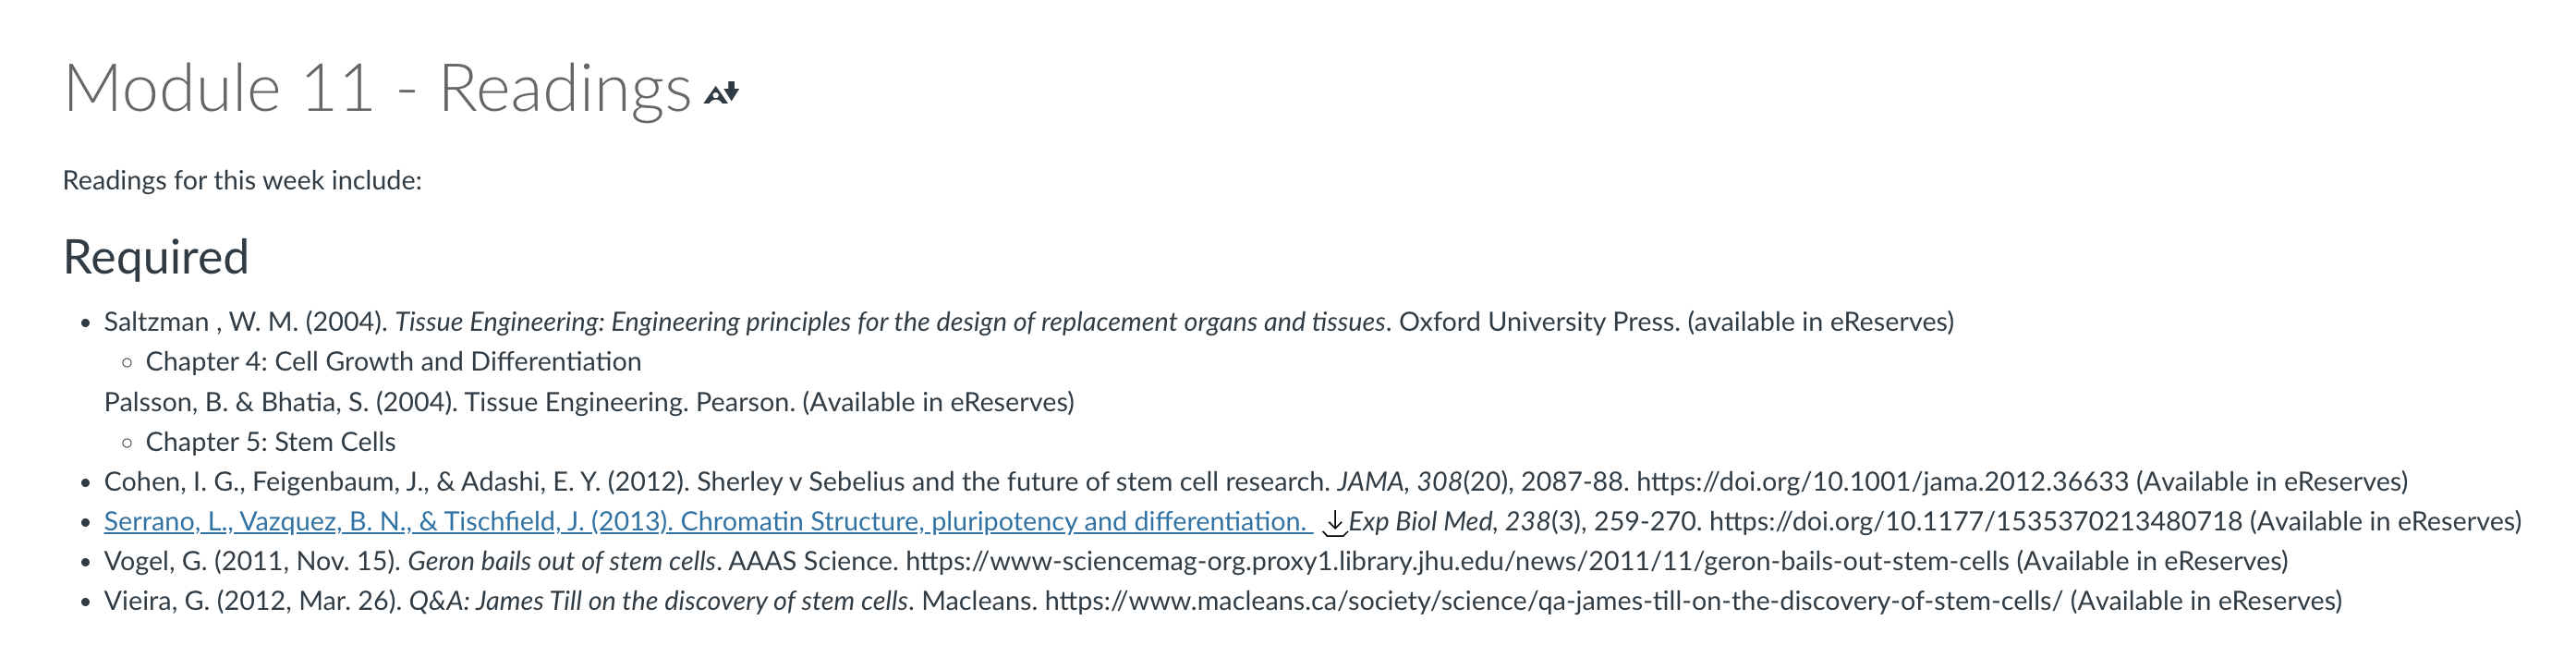 Module 11 - Readings
Readings for this week include:
Required
• Saltzman , W. M. (2004). Tissue Engineering: Engineering principles for the design of replacement organs and tissues. Oxford University Press. (available in eReserves)
◦ Chapter 4: Cell Growth and Differentiation
Palsson, B. & Bhatia, S. (2004). Tissue Engineering. Pearson. (Available in eReserves)
◦ Chapter 5: Stem Cells
• Cohen, I. G., Feigenbaum, J., & Adashi, E. Y. (2012). Sherley v Sebelius and the future of stem cell research. JAMA, 308(20), 2087-88. https://doi.org/10.1001/jama.2012.36633 (Available in eReserves)
• Serrano, L., Vazquez, B. N., & Tischfield, J. (2013). Chromatin Structure, pluripotency and differentiation. Exp Biol Med, 238(3), 259-270. https://doi.org/10.1177/1535370213480718 (Available in eReserves)
• Vogel, G. (2011, Nov. 15). Geron bails out of stem cells. AAAS Science. https://www-sciencemag-org.proxy1.library.jhu.edu/news/2011/11/geron-bails-out-stem-cells (Available in eReserves)
• Vieira, G. (2012, Mar. 26). Q&A: James Till on the discovery of stem cells. Macleans. https://www.macleans.ca/society/science/qa-james-till-on-the-discovery-of-stem-cells/ (Available in eReserves)